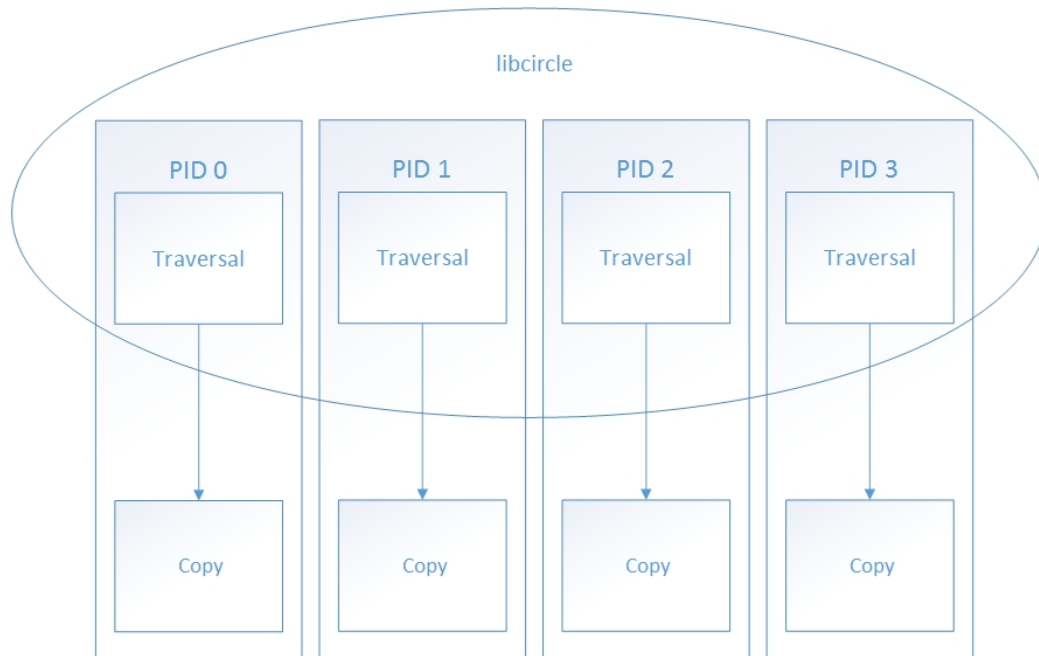 libcircle
PID 0
PID 1
PID 2
PID 3
Traversal
Traversal
Traversal
Traversal
Copy
Copy
Copy
Copy